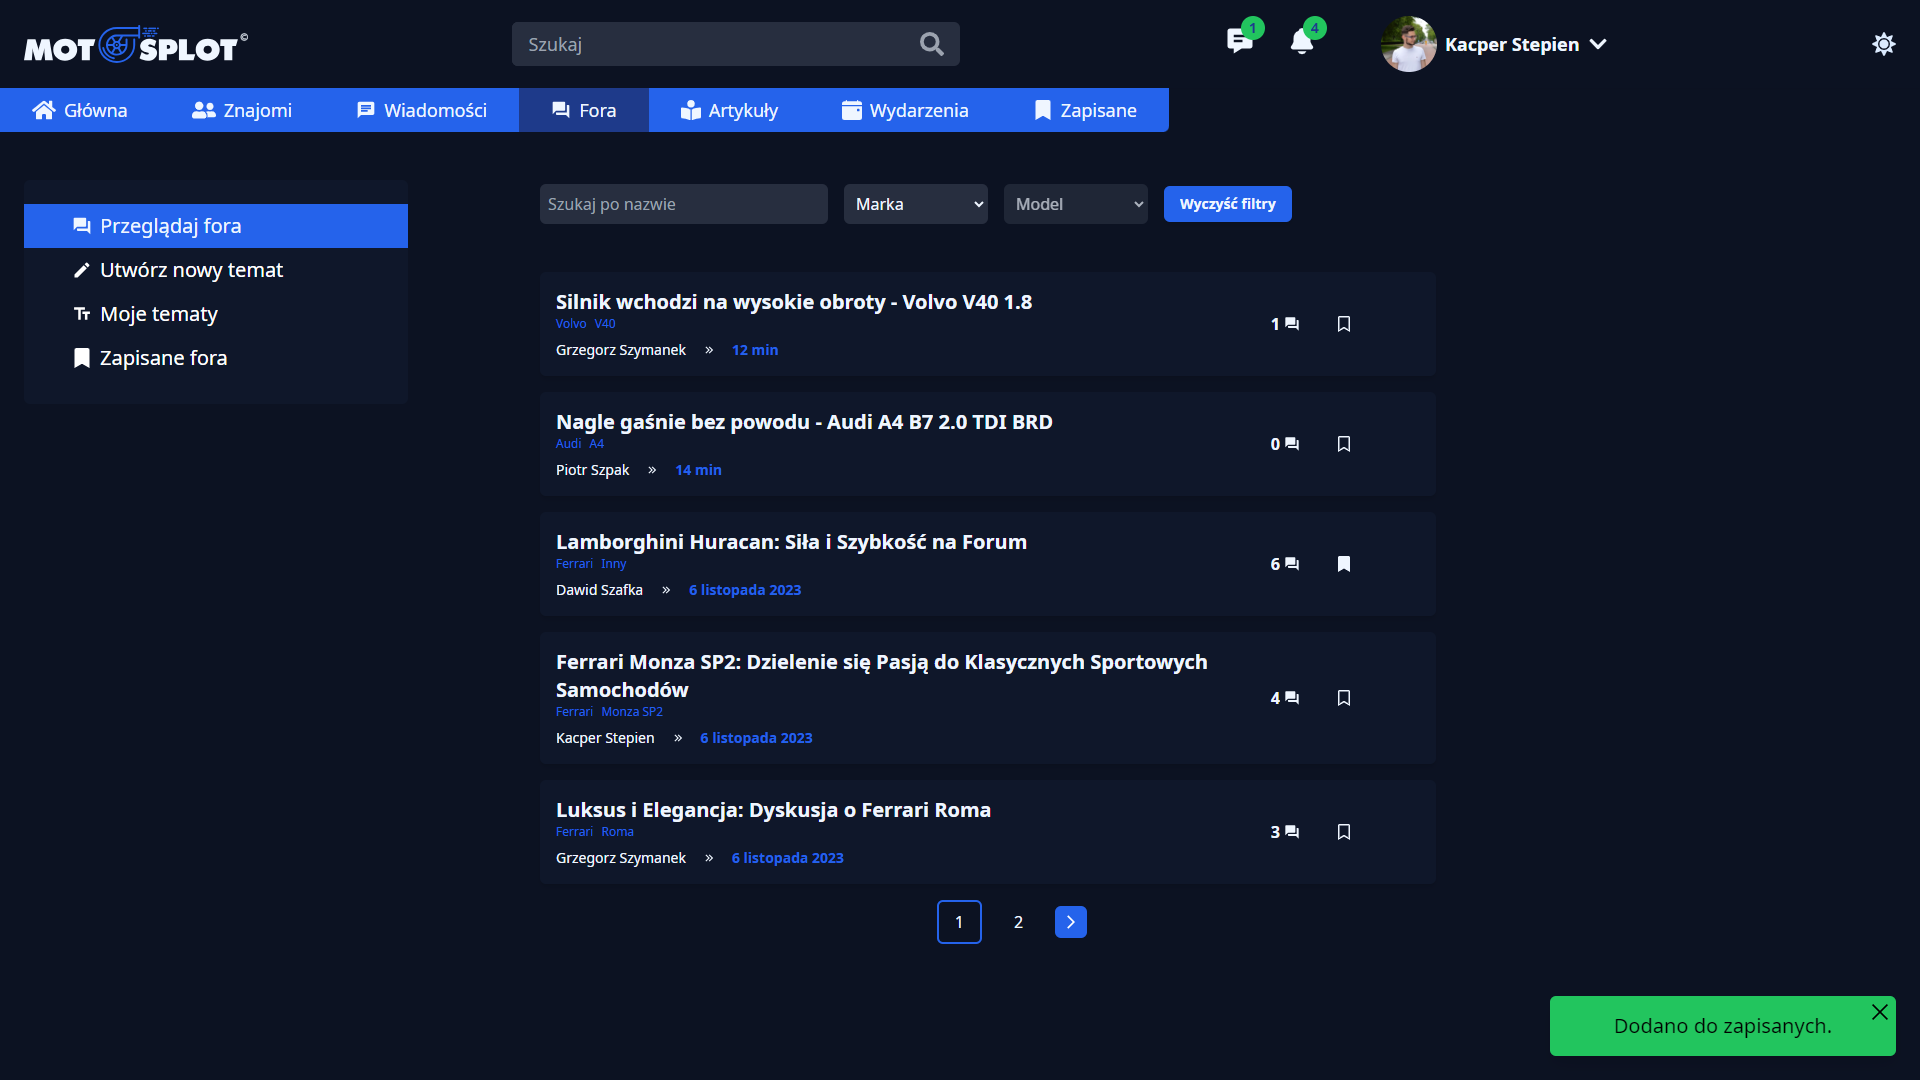 MOTOSPLOT©
Szukaj
1
4
Kacper Stepien
Główna
Znajomi
Wiadomości
Fora
Artykuły
Wydarzenia
Zapisane
Przeglądaj fora
Utwórz nowy temat
Moje tematy
Zapisane fora
Szukaj po nazwie
Marka
Model
Wyczyść filtry
Silnik wchodzi na wysokie obroty - Volvo V40 1.8
Volvo V40
Grzegorz Szymanek » 12 min
1
Nagle gaśnie bez powodu - Audi A4 B7 2.0 TDI BRD
Audi A4
Piotr Szpak » 14 min
0
Lamborghini Huracan: Siła i Szybkość na Forum
Ferrari Inny
Dawid Szafka » 6 listopada 2023
6
Ferrari Monza SP2: Dzielenie się Pasją do Klasycznych Sportowych
Samochodów
Ferrari Monza SP2
Kacper Stepien » 6 listopada 2023
4
Luksus i Elegancja: Dyskusja o Ferrari Roma
Ferrari Roma
Grzegorz Szymanek » 6 listopada 2023
3
1 2
Dodano do zapisanych.